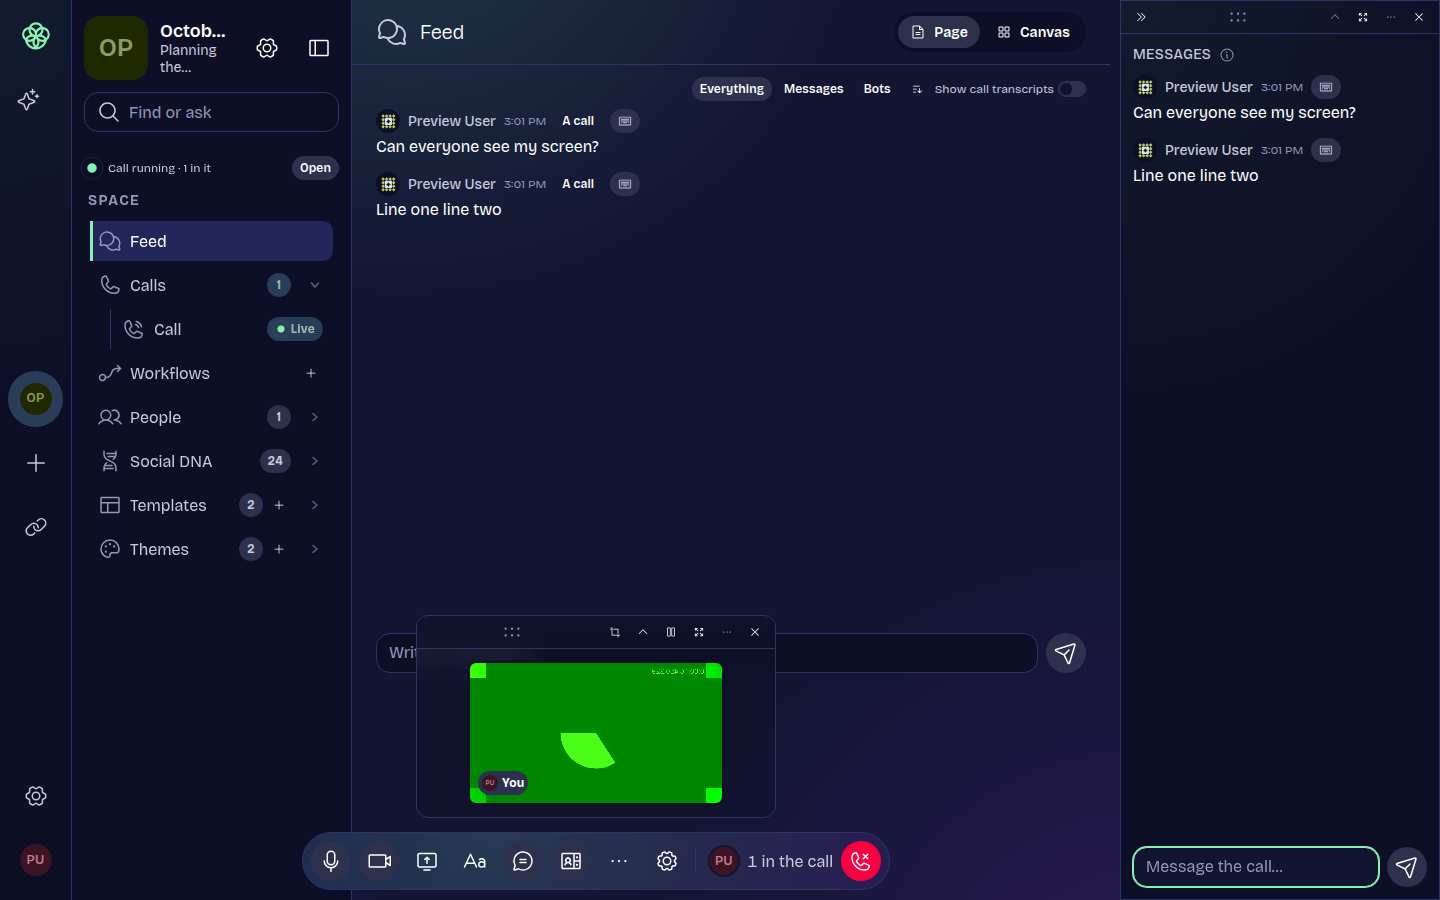 OP
Octob...
Planning
the...
Find or ask
Call running · 1 in it
Open
SPACE
Feed
Calls
1
Call
Live
Workflows
People
1
Social DNA
24
Templates
2
Themes
2
OP
PU
Feed
Page
Canvas
Everything
Messages
Bots
Show call transcripts
Preview User
3:01 PM
A call
Can everyone see my screen?
Preview User
3:01 PM
A call
Line one line two
Writ
PU
You
Aa
PU
1 in the call
MESSAGES
Preview User
3:01 PM
Can everyone see my screen?
Preview User
3:01 PM
Line one line two
Message the call...